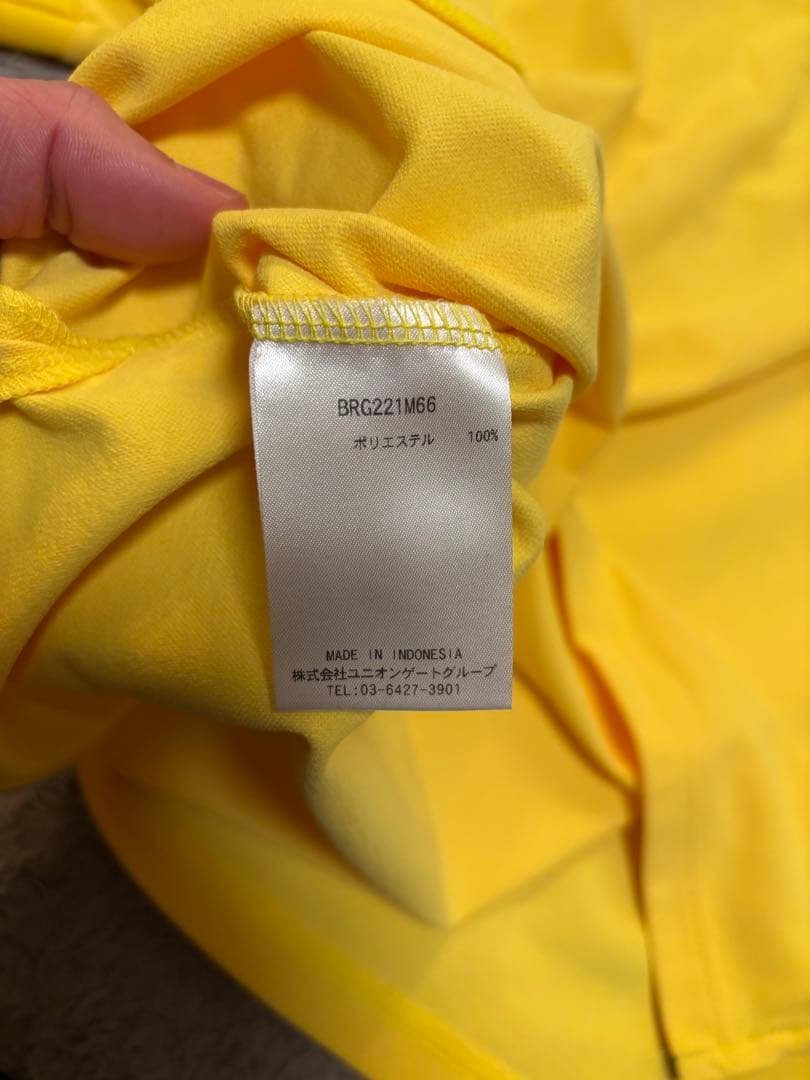 BRG221M66
ポリエステル 100%
MADE IN INDONESIA
株式会社ユニオンゲートグループ
TEL:03-6427-3901